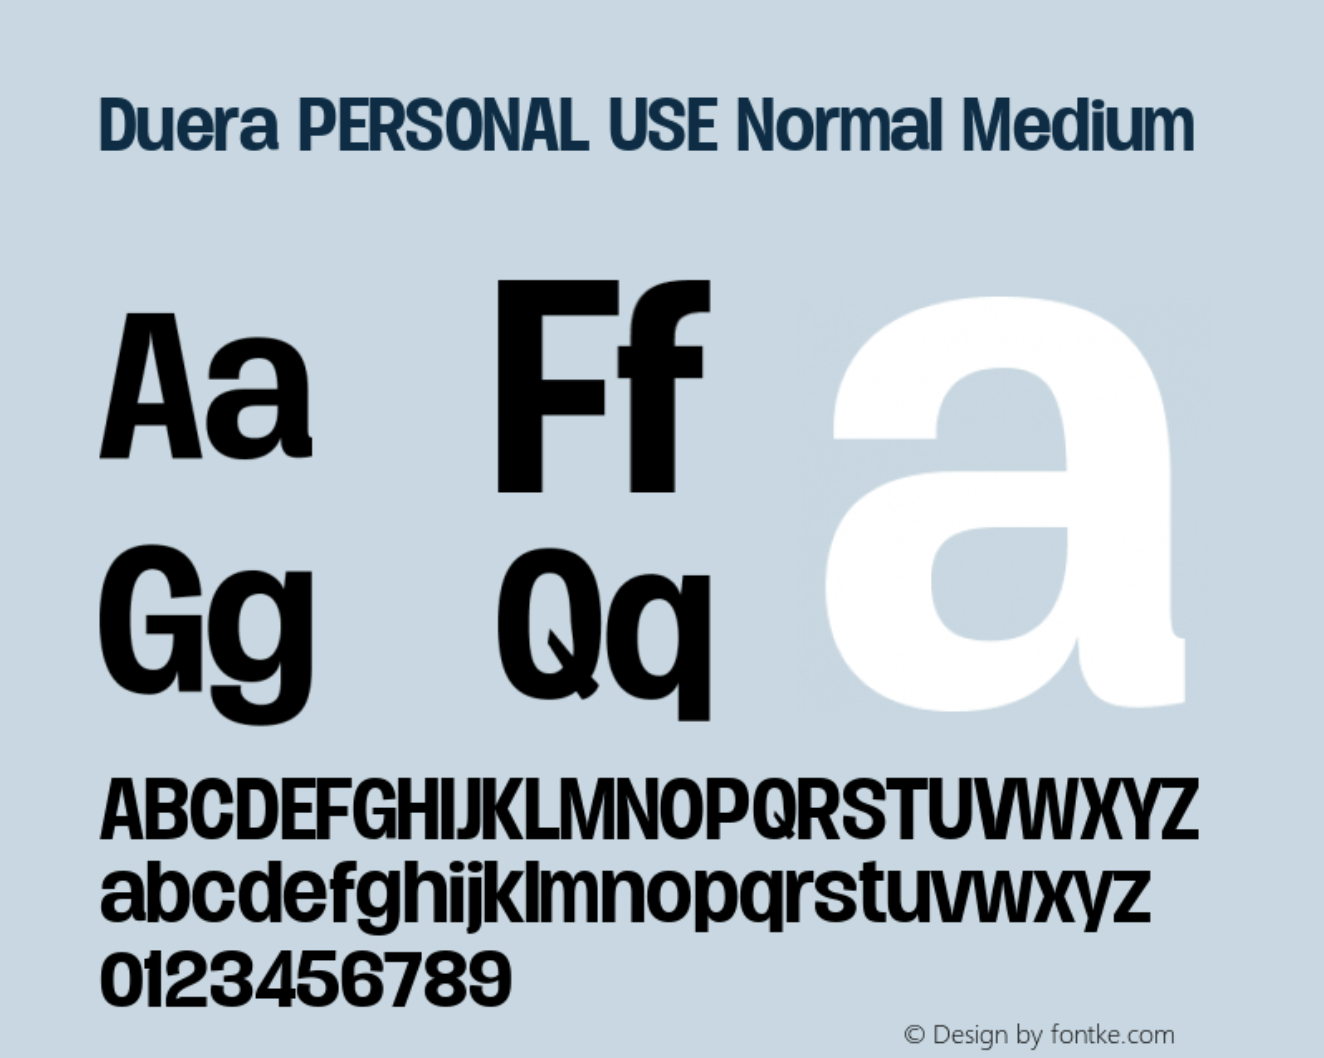 Duera PERSONAL USE Normal Medium
Aa Ff a
Gg Qq
ABCDEFGHIJKLMNOPQRSTUVWXYZ
abcdefghijklmnopqrstuvwxyz
0123456789
© Design by fontke.com